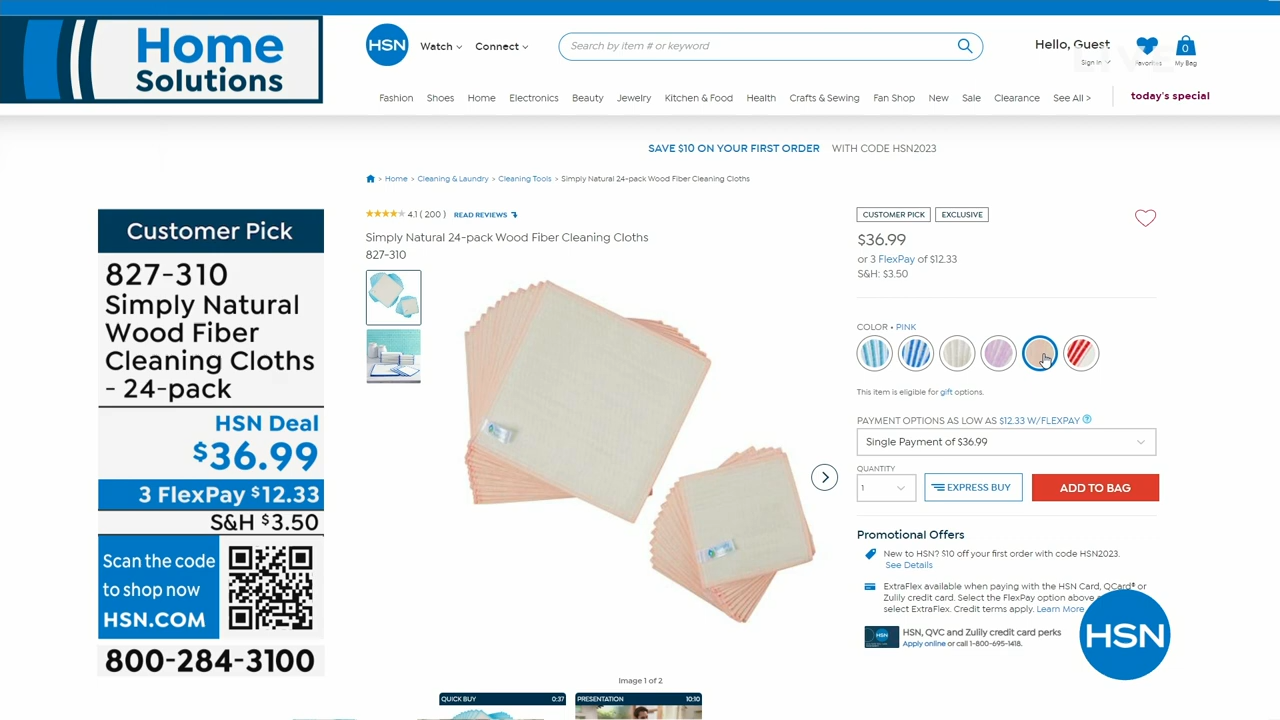 Home
Solutions
HSN
Watch
Connect
Search by item # or keyword
Hello, Guest
Sign In
Favorites
0
My Bag
Fashion Shoes Home Electronics Beauty Jewelry Kitchen & Food Health Crafts & Sewing Fan Shop New Sale Clearance See All >
today's special
SAVE $10 ON YOUR FIRST ORDER WITH CODE HSN2023
> Home > Cleaning & Laundry > Cleaning Tools > Simply Natural 24-pack Wood Fiber Cleaning Cloths
Customer Pick
827-310
Simply Natural
Wood Fiber
Cleaning Cloths
- 24-pack
HSN Deal
$36.99
3 FlexPay $12.33
S&H $3.50
Scan the code
to shop now
HSN.COM
800-284-3100
4.1 ( 200 ) READ REVIEWS
Simply Natural 24-pack Wood Fiber Cleaning Cloths
827-310
Image 1 of 2
QUICK BUY 0:37
PRESENTATION 10:10
CUSTOMER PICK EXCLUSIVE
$36.99
or 3 FlexPay of $12.33
S&H: $3.50
COLOR • PINK
This item is eligible for gift options.
PAYMENT OPTIONS AS LOW AS $12.33 W/FLEXPAY ?
Single Payment of $36.99
QUANTITY
1
EXPRESS BUY
ADD TO BAG
Promotional Offers
New to HSN? $10 off your first order with code HSN2023.
See Details
ExtraFlex available when paying with the HSN Card, QCard® or
Zulily credit card. Select the FlexPay option above
select ExtraFlex. Credit terms apply. Learn More
HSN
HSN, QVC and Zulily credit card perks
Apply online or call 1-800-695-1418.
HSN